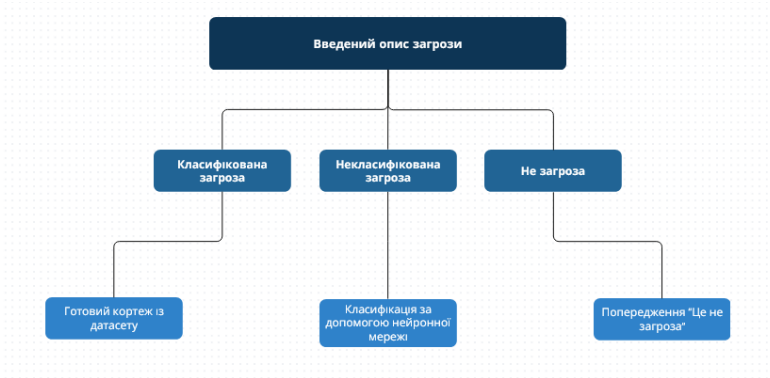 Введений опис загрози
Класифікована
загроза
Некласифікована
загроза
Не загроза
Готовий кортеж із
датасету
Класифікація за
допомогою нейронної
мережі
Попередження “Це не
загроза”